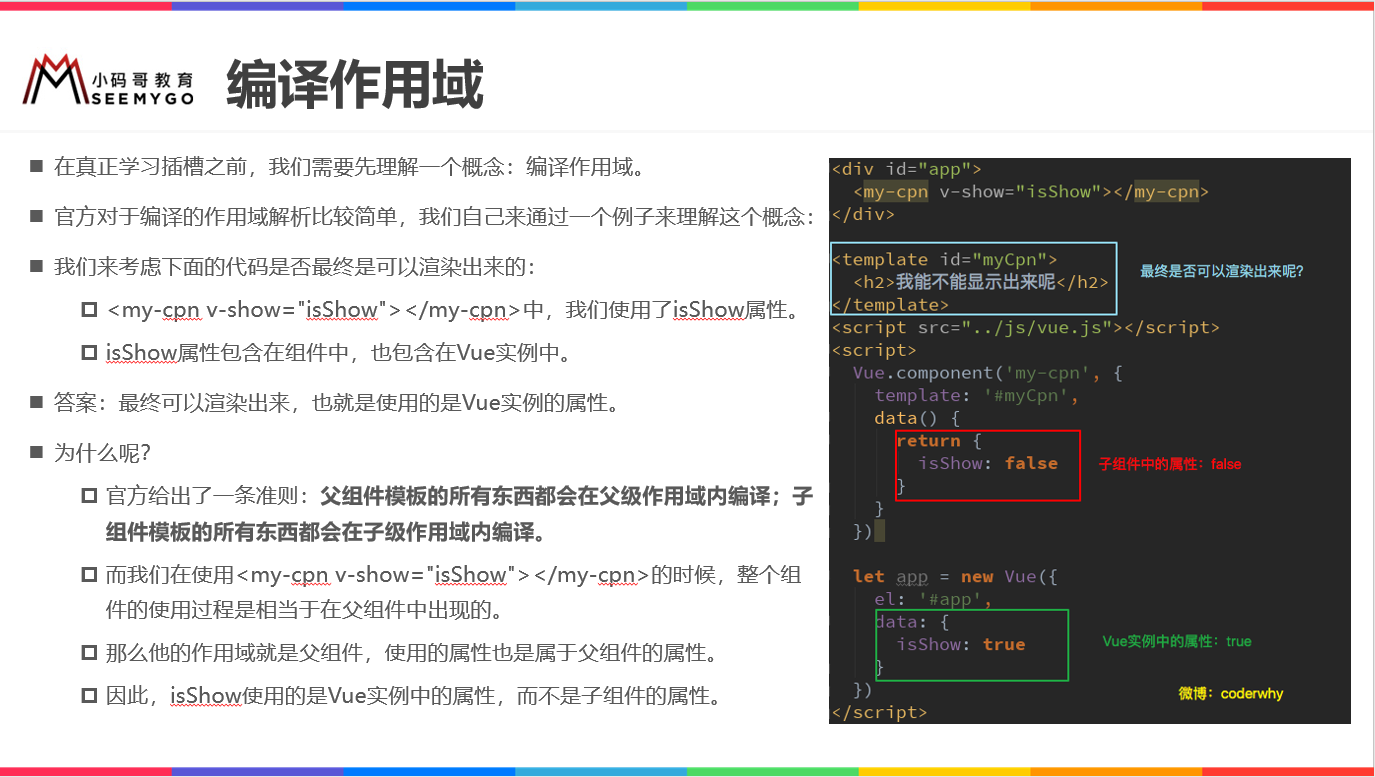 小码哥教育
SEEMYGO
编译作用域
在真正学习插槽之前，我们需要先理解一个概念：编译作用域。
官方对于编译的作用域解析比较简单，我们自己来通过一个例子来理解这个概念：
我们来考虑下面的代码是否最终是可以渲染出来的：
<my-cpn v-show="isShow"></my-cpn>中，我们使用了isShow属性。
isShow属性包含在组件中，也包含在Vue实例中。
答案：最终可以渲染出来，也就是使用的是Vue实例的属性。
为什么呢？
官方给出了一条准则：父组件模板的所有东西都会在父级作用域内编译；子
组件模板的所有东西都会在子级作用域内编译。
而我们在使用<my-cpn v-show="isShow"></my-cpn>的时候，整个组
件的使用过程是相当于在父组件中出现的。
那么他的作用域就是父组件，使用的属性也是属于父组件的属性。
因此，isShow使用的是Vue实例中的属性，而不是子组件的属性。
<div id="app">
<my-cpn v-show="isShow"></my-cpn>
</div>
<template id="myCpn">
<h2>我能不能显示出来呢</h2>
</template>
最终是否可以渲染出来呢?
<script src="../js/vue.js"></script>
<script>
Vue.component('my-cpn', {
template: '#myCpn',
data() {
return {
isShow: false
}
子组件中的属性：false
}
})
let app = new Vue({
el: '#app',
data: {
isShow: true
}
Vue实例中的属性：true
})
微博：coderwhy
</script>